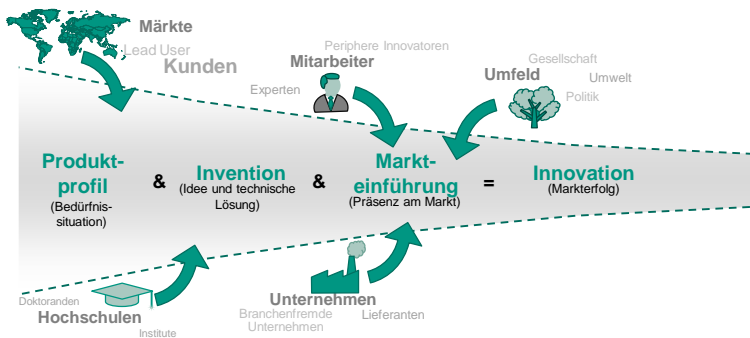 Märkte
Lead User
Kunden
Periphere Innovatoren
Mitarbeiter
Experten
Gesellschaft
Umfeld
Umwelt
Politik
Produkt-
profil
(Bedürfnis-
situation)
&
Invention
(Idee und technische
Lösung)
&
Markt-
einführung
(Präsenz am Markt)
=
Innovation
(Markterfolg)
Doktoranden
Hochschulen
Institute
Unternehmen
Branchenfremde
Unternehmen
Lieferanten